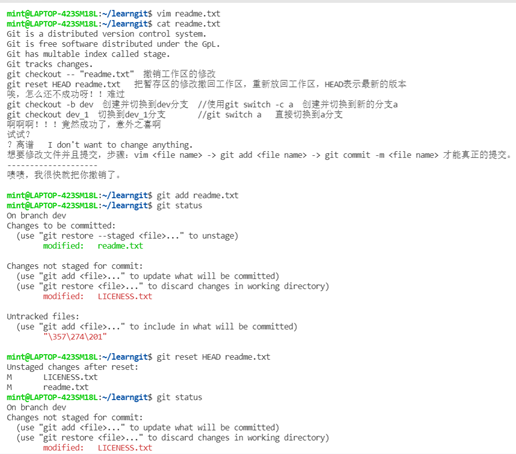 mint@LAPTOP-423SM18L:~/learngit$ vim readme.txt
mint@LAPTOP-423SM18L:~/learngit$ cat readme.txt
Git is a distributed version control system.
Git is free software distributed under the GpL.
Git has multable index called stage.
Git tracks changes.
git checkout -- "readme.txt" 撤销工作区的修改
git reset HEAD readme.txt 把暂存区的修改撤回工作区，重新放回工作区，HEAD表示最新的版本
唉，怎么还不成功呀！！难过
git checkout -b dev 创建并切换到dev分支 //使用git switch -c a 创建并切换到新的分支a
git checkout dev_1 切换到dev_1分支 //git switch a 直接切换到a分支
啊啊啊！！！竟然成功了，意外之喜啊
试试？
？离谱 I don't want to change anything.
想要修改文件并且提交，步骤：vim <file name> -> git add <file name> -> git commit -m <file name> 才能真正的提交。
--------------------
啧啧，我很快就把你撤销了。

mint@LAPTOP-423SM18L:~/learngit$ git add readme.txt
mint@LAPTOP-423SM18L:~/learngit$ git status
On branch dev
Changes to be committed:
(use "git restore --staged <file>..." to unstage)
modified: readme.txt

Changes not staged for commit:
(use "git add <file>..." to update what will be committed)
(use "git restore <file>..." to discard changes in working directory)
modified: LICENESS.txt

Untracked files:
(use "git add <file>..." to include in what will be committed)
"\357\274\201"

mint@LAPTOP-423SM18L:~/learngit$ git reset HEAD readme.txt
Unstaged changes after reset:
M LICENESS.txt
M readme.txt
mint@LAPTOP-423SM18L:~/learngit$ git status
On branch dev
Changes not staged for commit:
(use "git add <file>..." to update what will be committed)
(use "git restore <file>..." to discard changes in working directory)
modified: LICENESS.txt